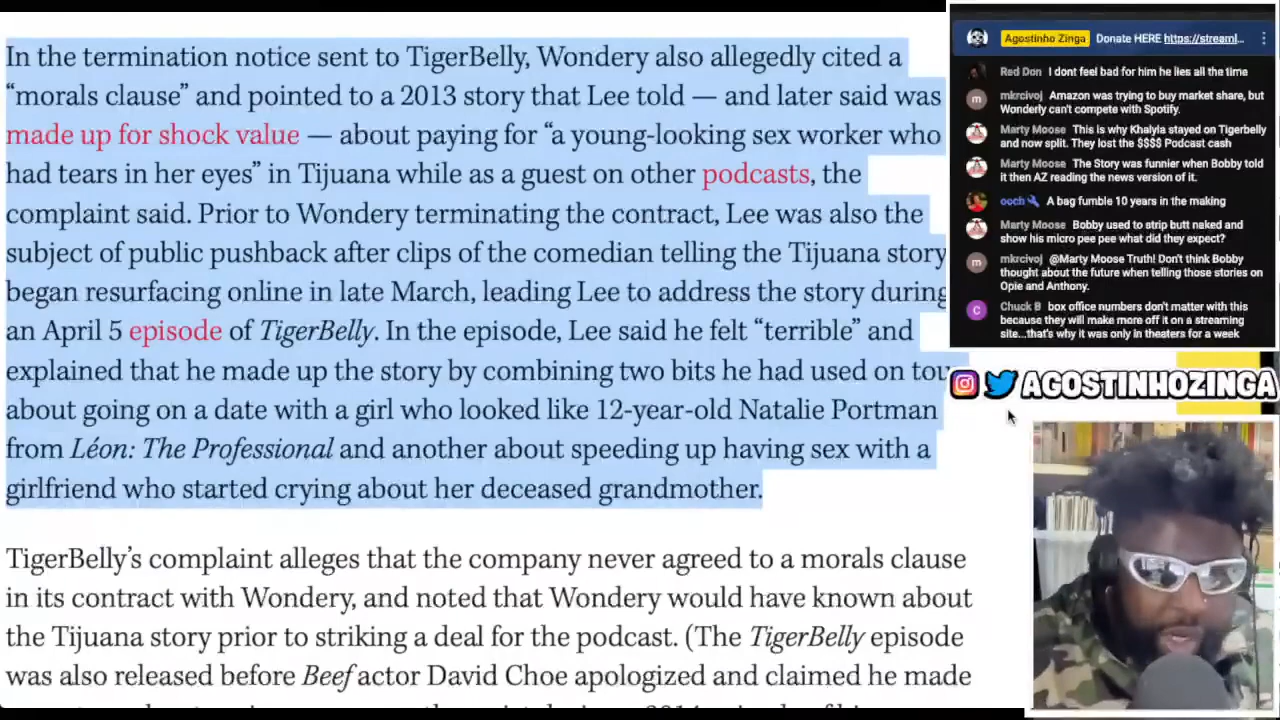 In the termination notice sent to TigerBelly, Wondery also allegedly cited a
“morals clause” and pointed to a 2013 story that Lee told — and later said was
made up for shock value — about paying for “a young-looking sex worker who
had tears in her eyes” in Tijuana while as a guest on other podcasts, the
complaint said. Prior to Wondery terminating the contract, Lee was also the
subject of public pushback after clips of the comedian telling the Tijuana story
began resurfacing online in late March, leading Lee to address the story during
an April 5 episode of TigerBelly. In the episode, Lee said he felt “terrible” and
explained that he made up the story by combining two bits he had used on tou
about going on a date with a girl who looked like 12-year-old Natalie Portman
from Léon: The Professional and another about speeding up having sex with a
girlfriend who started crying about her deceased grandmother.
TigerBelly’s complaint alleges that the company never agreed to a morals clause
in its contract with Wondery, and noted that Wondery would have known about
the Tijuana story prior to striking a deal for the podcast. (The TigerBelly episode
was also released before Beef actor David Choe apologized and claimed he made
Agostinho Zinga Donate HERE https://streaml...
Red Don I dont feel bad for him he lies all the time
mkrcivoj Amazon was trying to buy market share, but
Wonderly can't compete with Spotify.
Marty Moose This is why Khalyla stayed on Tigerbelly
and now split. They lost the $$$$ Podcast cash
Marty Moose The Story was funnier when Bobby told
it then AZ reading the news version of it.
ooch A bag fumble 10 years in the making
Marty Moose Bobby used to strip butt naked and
show his micro pee pee what did they expect?
mkrcivoj @Marty Moose Truth! Don't think Bobby
thought about the future when telling those stories on
Opie and Anthony.
Chuck B box office numbers don't matter with this
because they will make more off it on a streaming
site...that's why it was only in theaters for a week
AGOSTINHOZINGA